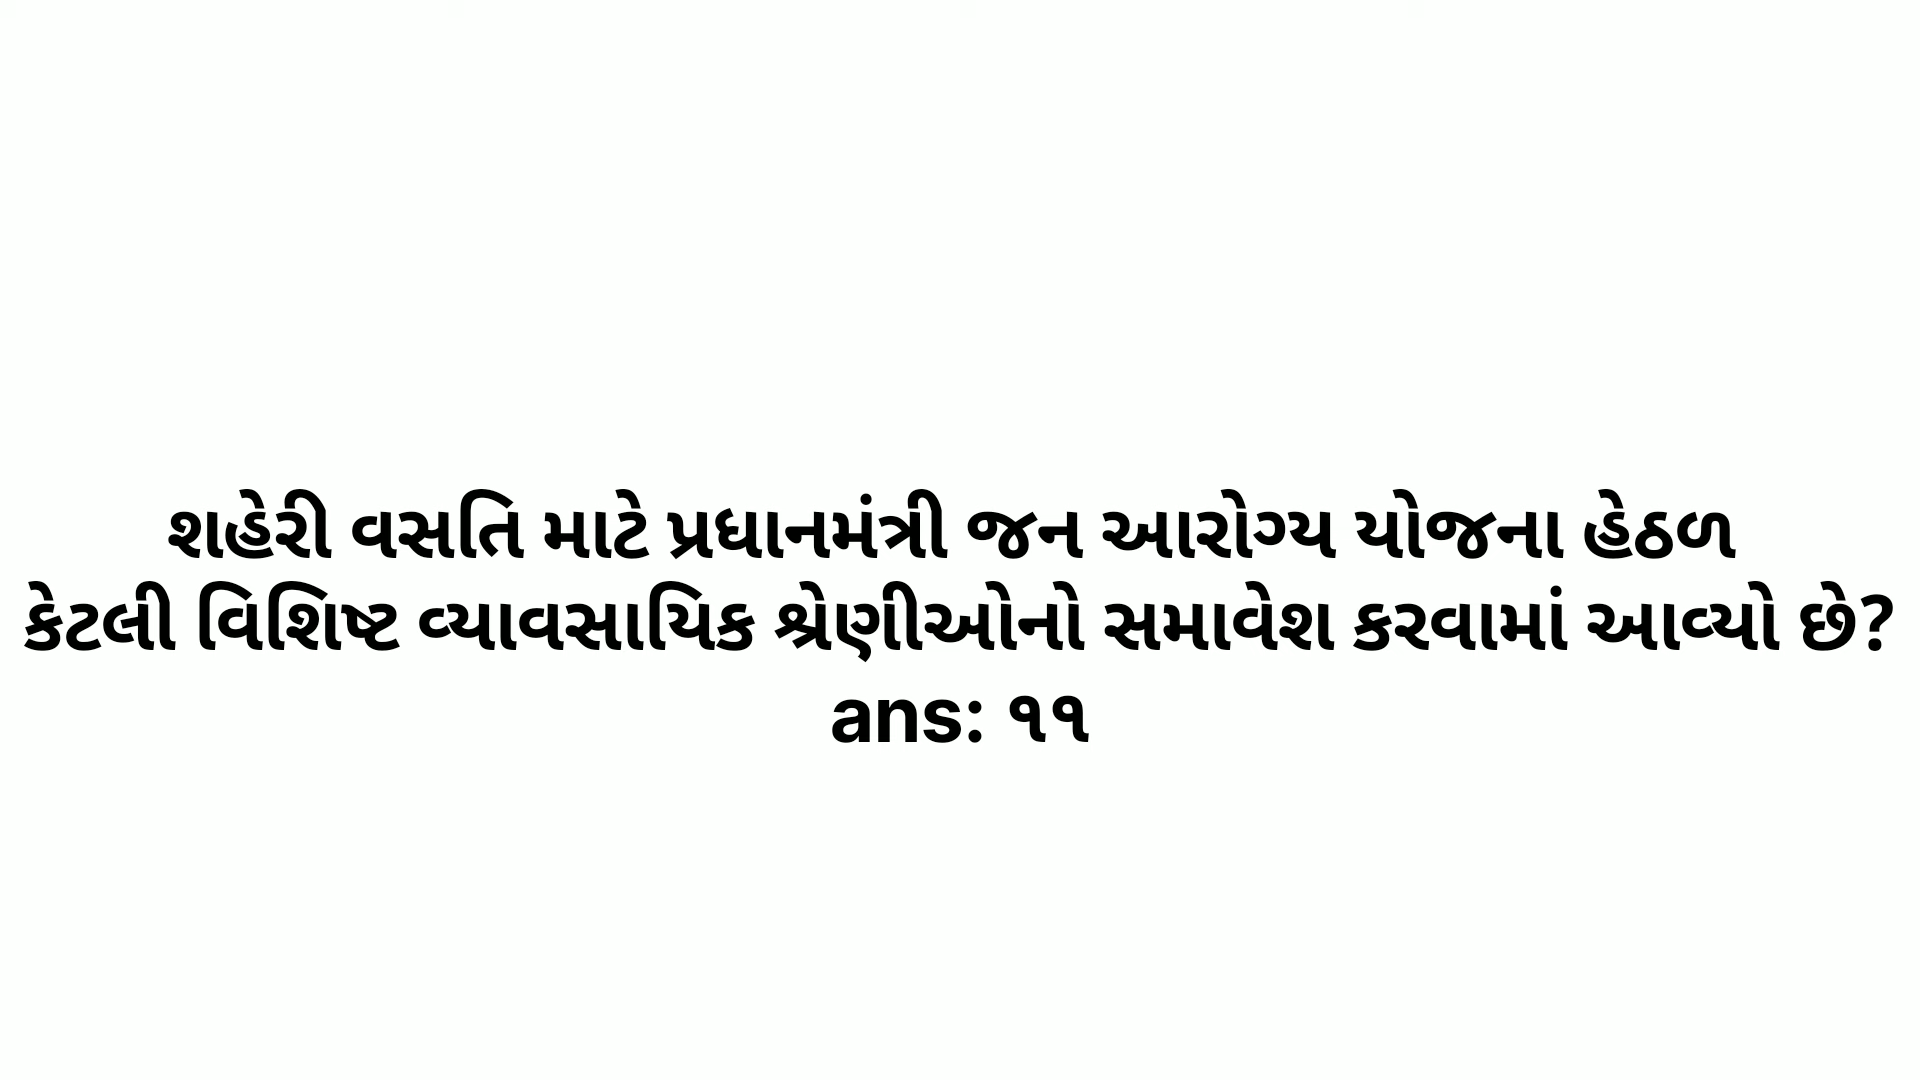 શહેરી વસતિ માટે પ્રધાનમંત્રી જન આરોગ્ય યોજના હેઠળ
કેટલી વિશિષ્ટ વ્યાવસાયિક શ્રેણીઓનો સમાવેશ કરવામાં આવ્યો છે?
ans: ૧૧